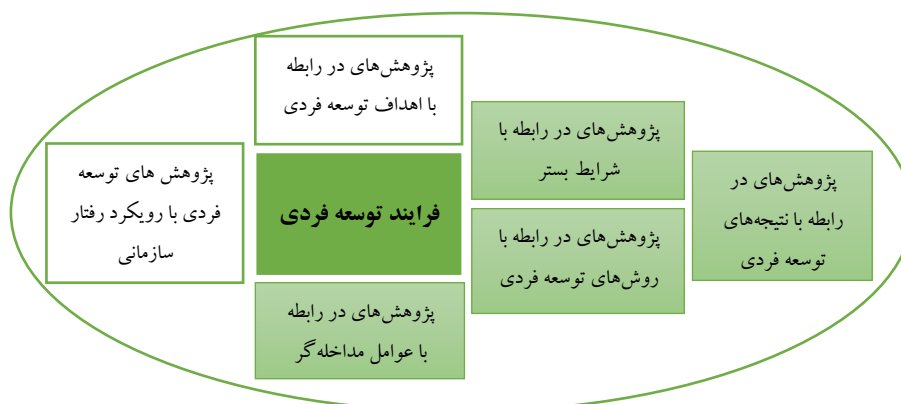 پژوهش‌های در رابطه
با اهداف توسعه فردی
پژوهش‌های در رابطه با
شرایط بستر
پژوهش‌های در
رابطه با نتیجه‌های
توسعه فردی
فرایند توسعه فردی
پژوهش های توسعه
فردی با رویکرد رفتار
سازمانی
پژوهش‌های در رابطه با
روش‌های توسعه فردی
پژوهش‌های در رابطه
با عوامل مداخله‌گر